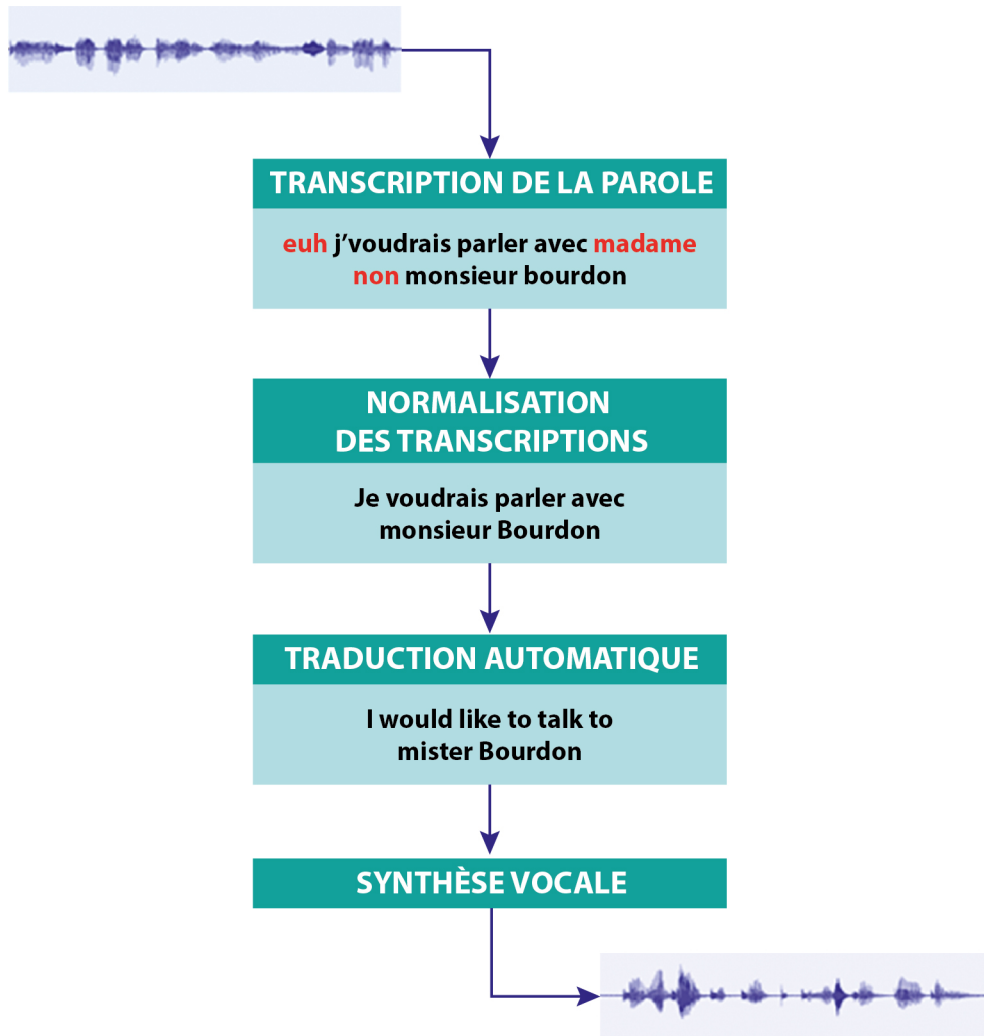 TRANSCRIPTION DE LA PAROLE
euh j’voudrais parler avec madame
non monsieur bourdon
NORMALISATION
DES TRANSCRIPTIONS
Je voudrais parler avec
monsieur Bourdon
TRADUCTION AUTOMATIQUE
I would like to talk to
mister Bourdon
SYNTHÈSE VOCALE